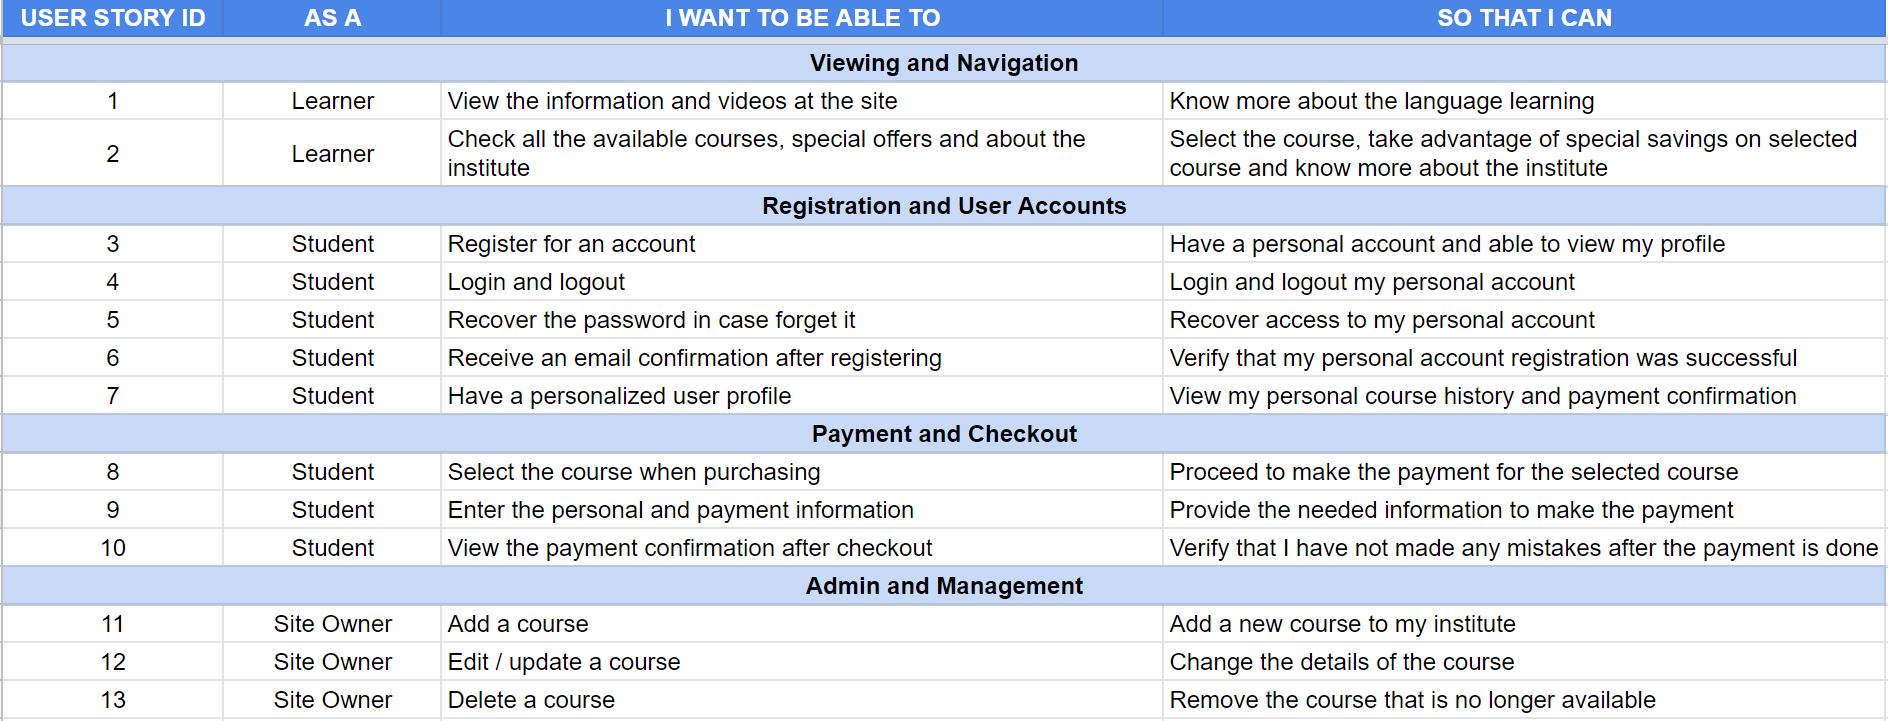 USER STORY ID AS A I WANT TO BE ABLE TO SO THAT I CAN
Viewing and Navigation
1 Learner View the information and videos at the site Know more about the language learning
2 Learner Check all the available courses, special offers and about the institute Select the course, take advantage of special savings on selected course and know more about the institute
Registration and User Accounts
3 Student Register for an account Have a personal account and able to view my profile
4 Student Login and logout Login and logout my personal account
5 Student Recover the password in case forget it Recover access to my personal account
6 Student Receive an email confirmation after registering Verify that my personal account registration was successful
7 Student Have a personalized user profile View my personal course history and payment confirmation
Payment and Checkout
8 Student Select the course when purchasing Proceed to make the payment for the selected course
9 Student Enter the personal and payment information Provide the needed information to make the payment
10 Student View the payment confirmation after checkout Verify that I have not made any mistakes after the payment is done
Admin and Management
11 Site Owner Add a course Add a new course to my institute
12 Site Owner Edit / update a course Change the details of the course
13 Site Owner Delete a course Remove the course that is no longer available